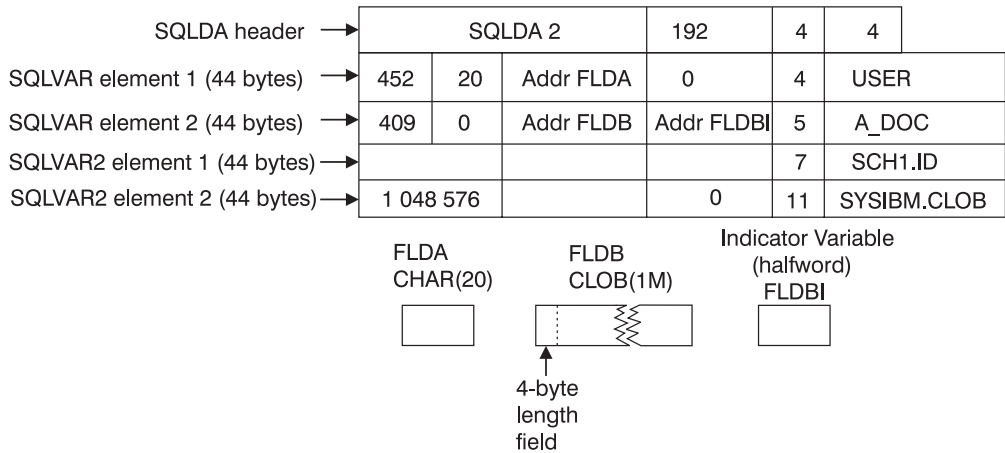 SQLDA header SQLDA 2 192 4 4
SQLVAR element 1 (44 bytes) 452 20 Addr FLDA 0 4 USER
SQLVAR element 2 (44 bytes) 409 0 Addr FLDB Addr FLDBI 5 A_DOC
SQLVAR2 element 1 (44 bytes) 7 SCH1.ID
SQLVAR2 element 2 (44 bytes) 1 048 576 0 11 SYSIBM.CLOB
FLDA
CHAR(20)
FLDB
CLOB(1M)
Indicator Variable
(halfword)
FLDBI
4-byte
length
field